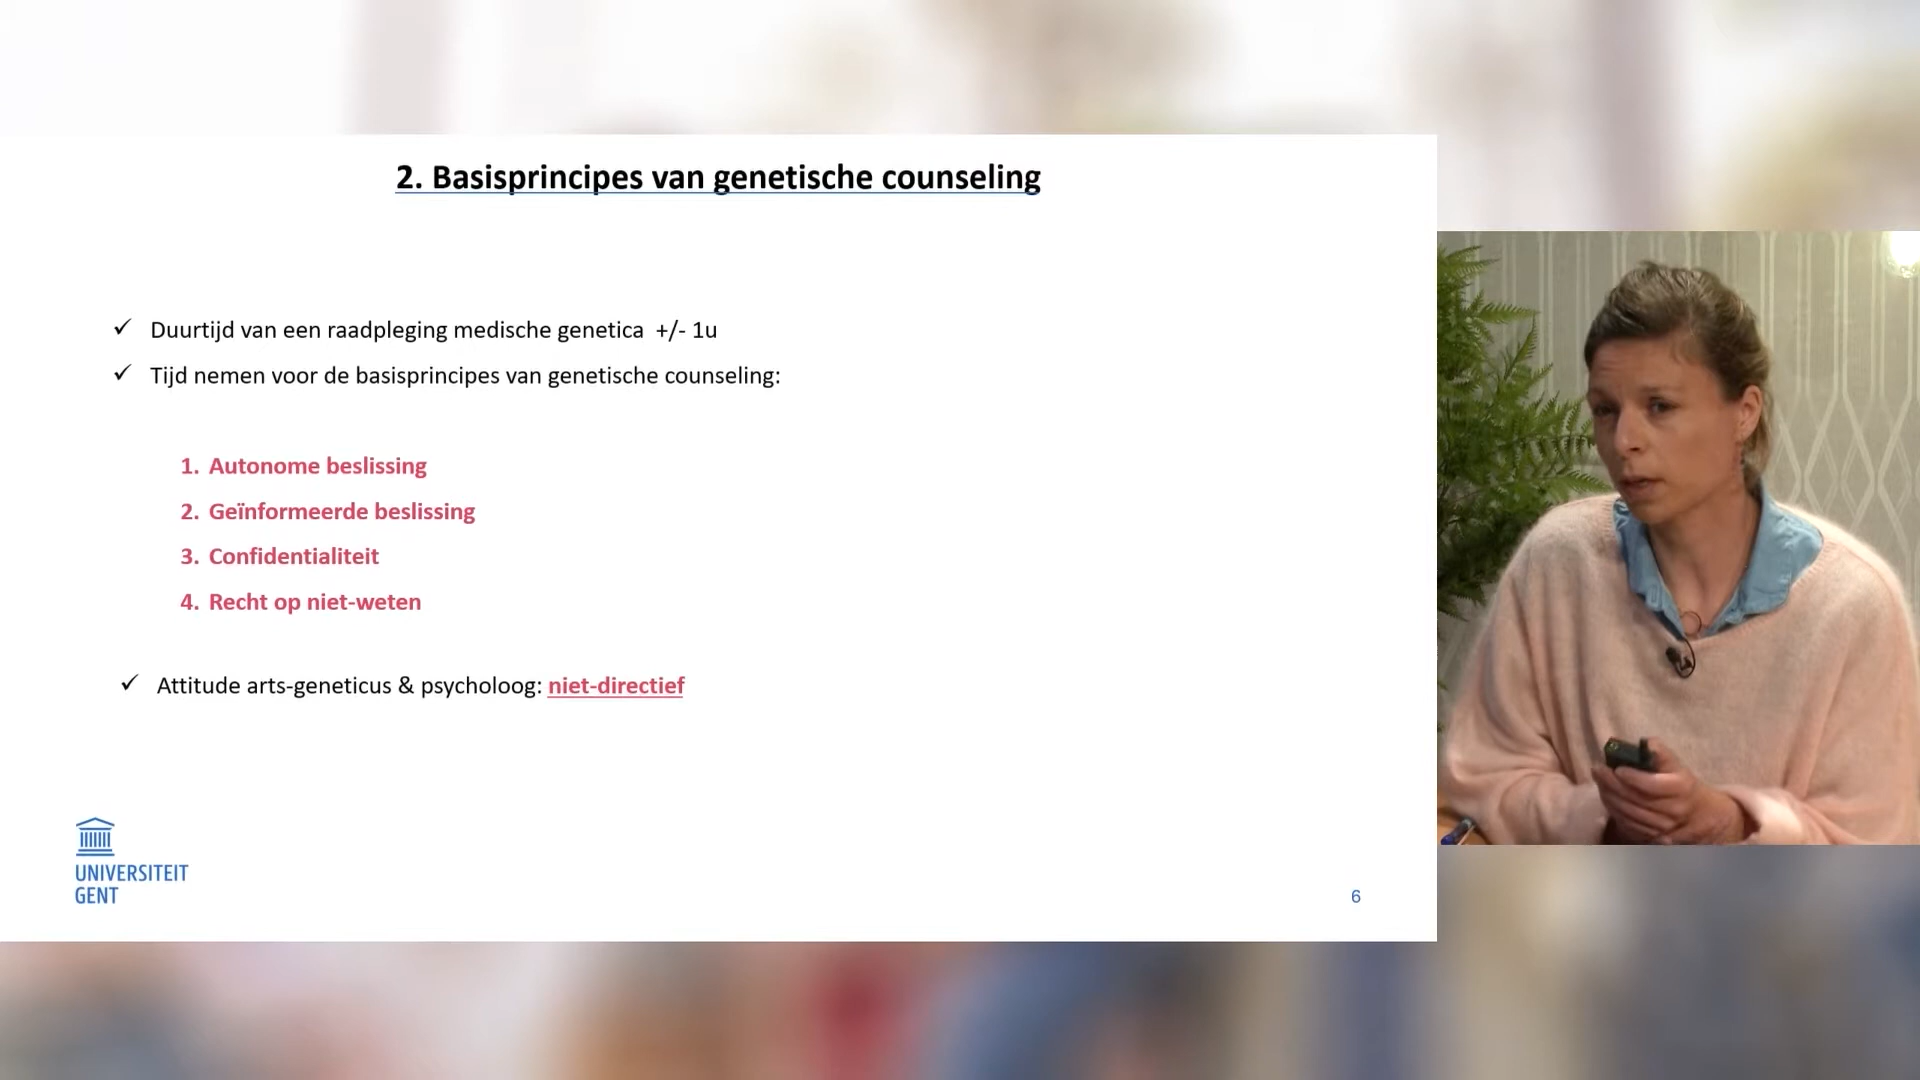 2. Basisprincipes van genetische counseling
✓ Duurtijd van een raadpleging medische genetica +/- 1u
✓ Tijd nemen voor de basisprincipes van genetische counseling:
1. Autonome beslissing
2. Geïnformeerde beslissing
3. Confidentialiteit
4. Recht op niet-weten
✓ Attitude arts-geneticus & psycholoog: niet-directief
UNIVERSITEIT
GENT
6